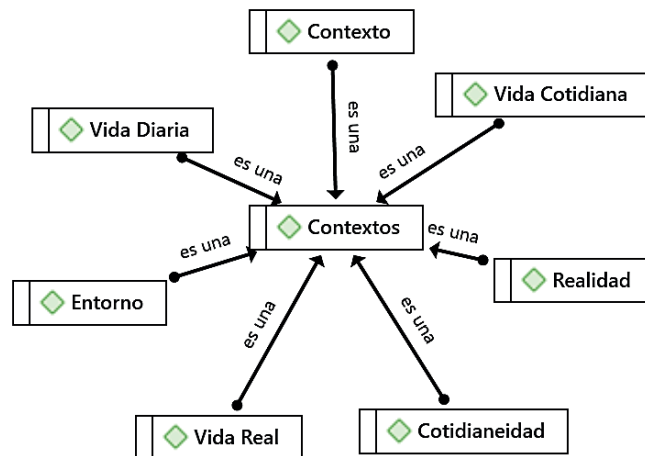 Contexto
Vida Cotidiana
Vida Diaria
es una
es una
es una
Contextos
es una
es una
Realidad
Entorno
es una
es una
Vida Real
Cotidianeidad